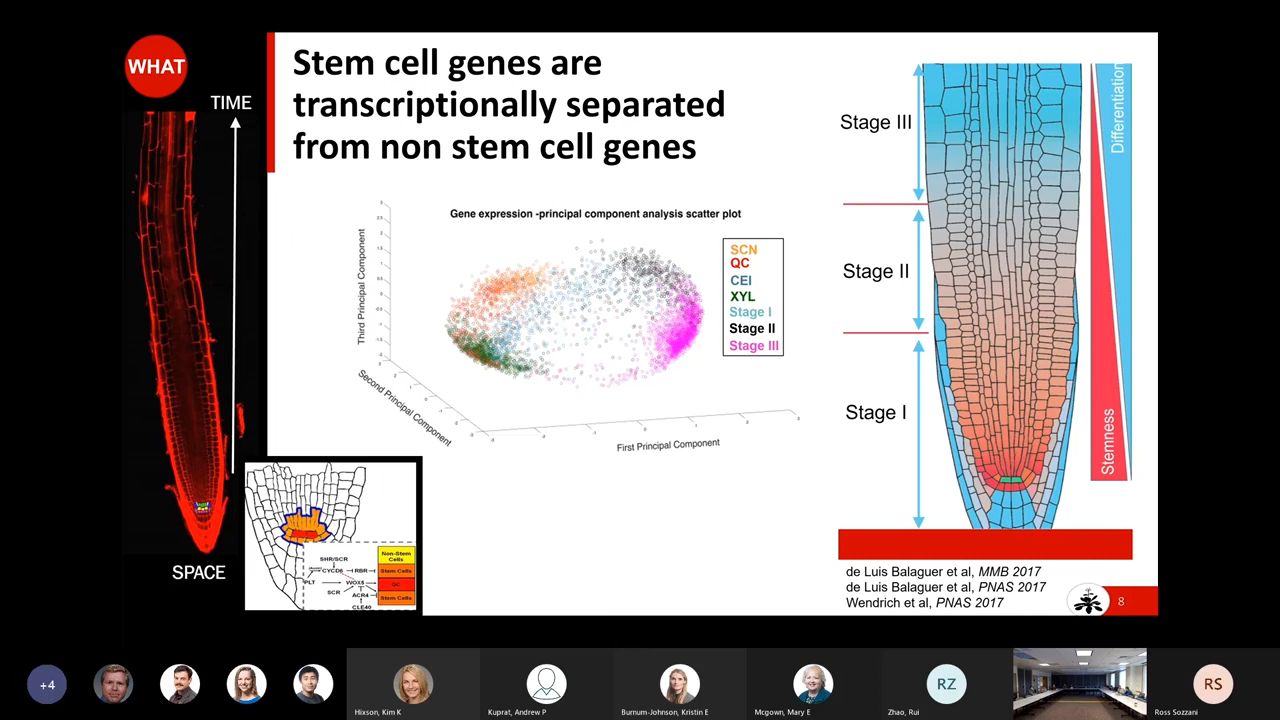 WHAT
TIME
SPACE
Stem cell genes are
transcriptionally separated
from non stem cell genes
Gene expression -principal component analysis scatter plot
Third Principal Component
Second Principal Component
First Principal Component
SCN
QC
CEI
XYL
Stage I
Stage II
Stage III
Stage III
Stage II
Stage I
Differentiation
Stemness
SHR/SCR
CYCD6
RBR
PLT
WOX5
SCR
ACR4
CLE40
Non-Stem
Cells
Stem Cells
QC
Stem Cells
de Luis Balaguer et al, MMB 2017
de Luis Balaguer et al, PNAS 2017
Wendrich et al, PNAS 2017
8
+4
Hixson, Kim K
Kuprat, Andrew P
Burnum-Johnson, Kristin E
Mcgown, Mary E
RZ
Zhao, Rui
RS
Ross Sozzani